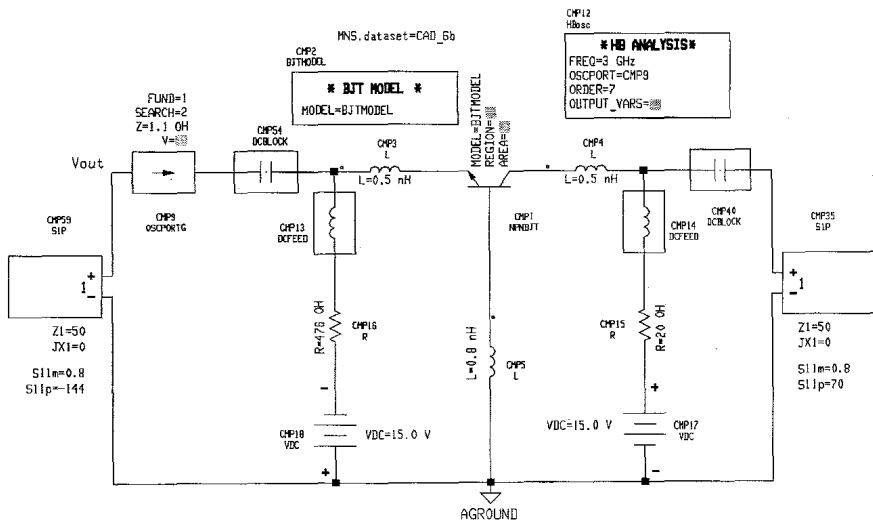 MNS.dataset=CAD_6b
CMP12
HBosc
* HB ANALYSIS*
FREQ=3 GHz
OSCPORT=CMP9
ORDER=7
OUTPUT_VARS=
CMP2
BJTMODEL
* BJT MODEL *
MODEL=BJTMODEL
FUND=1
SEARCH=2
Z=1.1 OH
V=
Vout
CMP9
OSCPORTG
CMP54
DCBLOCK
CMP3
L
L=0.5 nH
MODEL=BJTMODEL
REGION=
AREA=
CMP1
NPNBJT
CMP4
L
L=0.5 nH
CMP40
DCBLOCK
CMP59
S1P
1
+
−
Z1=50
JX1=0
S11m=0.8
S11p=-144
CMP13
DCFEED
CMP14
DCFEED
CMP35
S1P
1
+
−
Z1=50
JX1=0
S11m=0.8
S11p=70
R=476 OH
CMP16
R
L=0.8 nH
CMP5
L
CMP15
R
R=20 OH
−
CMP18
VDC
VDC=15.0 V
+
+
VDC=15.0 V
CMP17
VDC
−
AGROUND